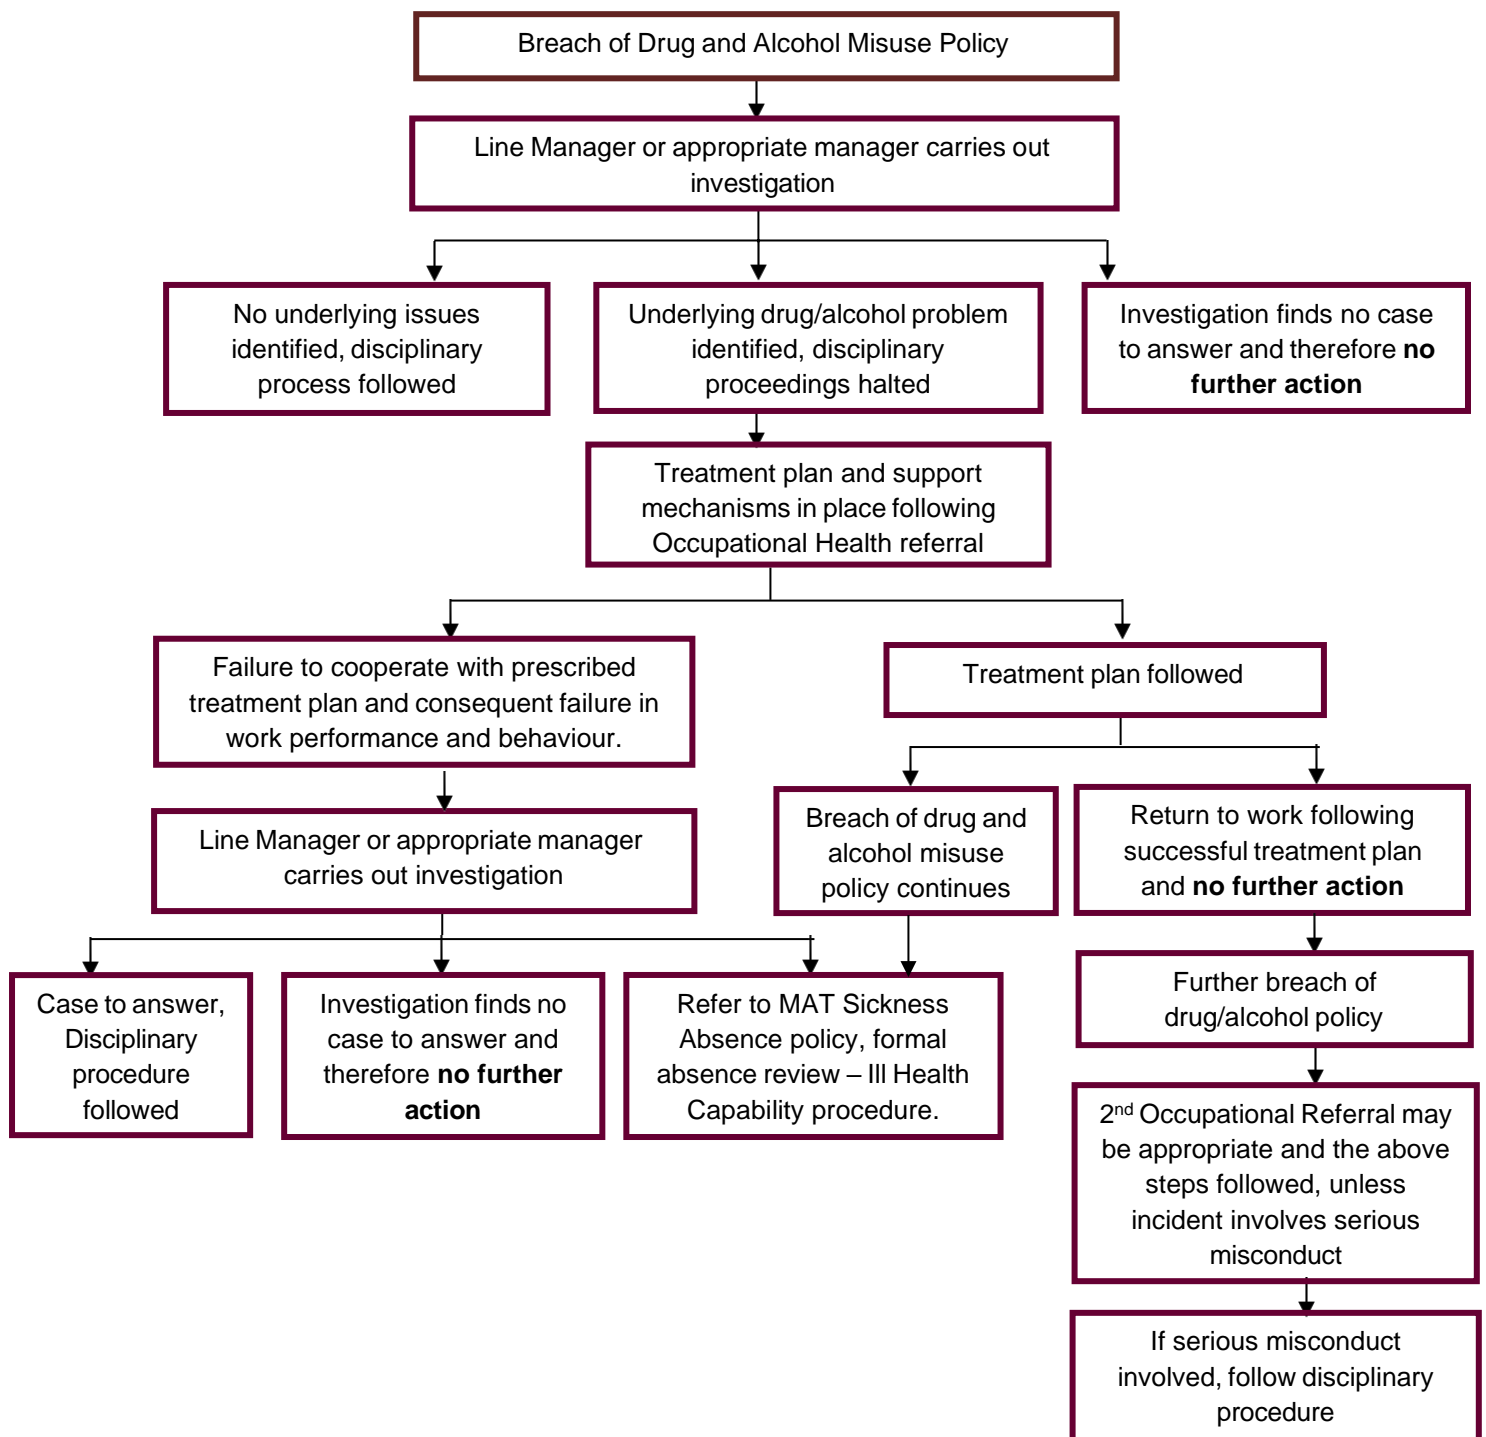 Breach of Drug and Alcohol Misuse Policy
Line Manager or appropriate manager carries out
investigation
No underlying issues
identified, disciplinary
process followed
Underlying drug/alcohol problem
identified, disciplinary
proceedings halted
Investigation finds no case
to answer and therefore no
further action
Treatment plan and support
mechanisms in place following
Occupational Health referral
Failure to cooperate with prescribed
treatment plan and consequent failure in
work performance and behaviour.
Treatment plan followed
Line Manager or appropriate manager
carries out investigation
Breach of drug and
alcohol misuse
policy continues
Return to work following
successful treatment plan
and no further action
Case to answer,
Disciplinary
procedure
followed
Investigation finds no
case to answer and
therefore no further
action
Refer to MAT Sickness
Absence policy, formal
absence review – Ill Health
Capability procedure.
Further breach of
drug/alcohol policy
2nd Occupational Referral may
be appropriate and the above
steps followed, unless
incident involves serious
misconduct
If serious misconduct
involved, follow disciplinary
procedure